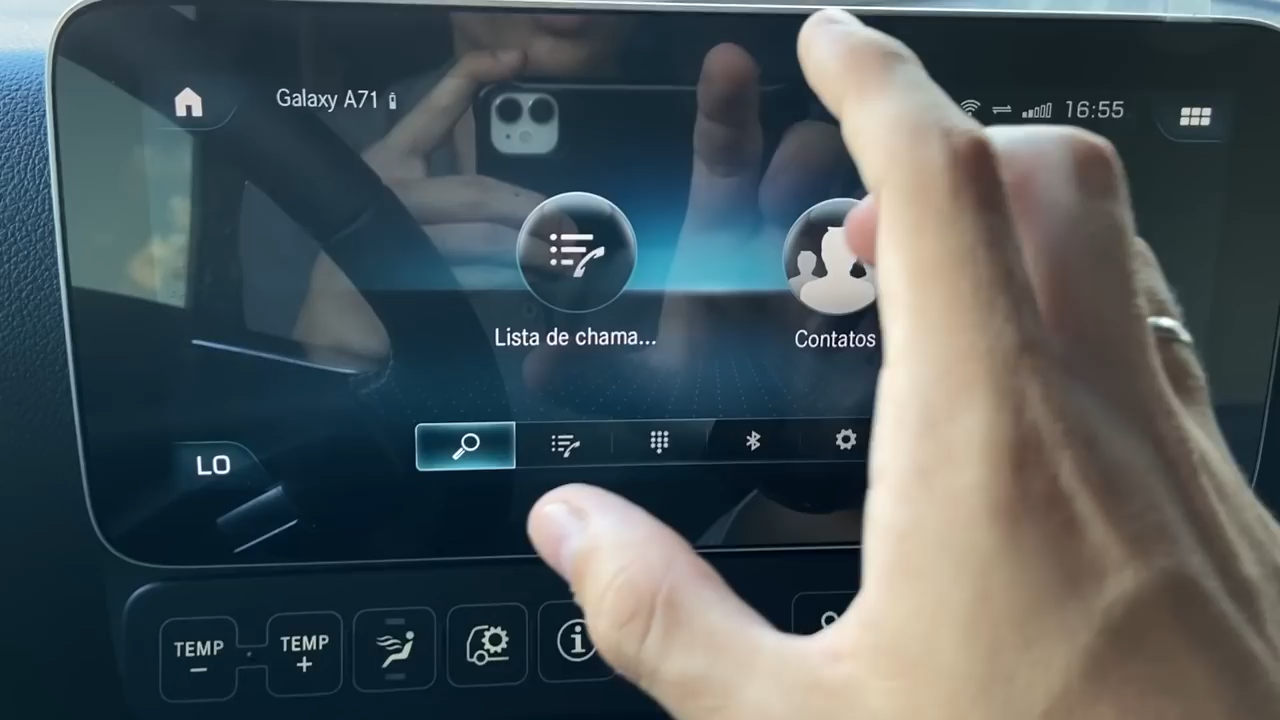 Galaxy A71
16:55
Lista de chama...
Contatos
LO
TEMP
-
TEMP
+
i